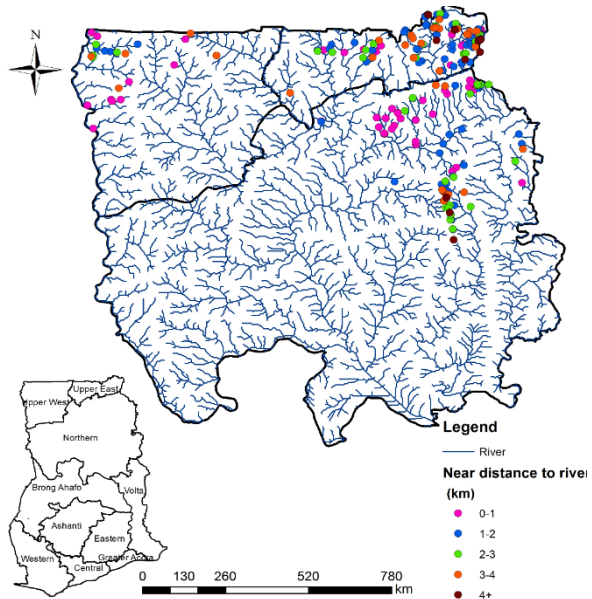 N
Upper East
Upper West
Northern
Brong Ahafo
Volta
Ashanti
Eastern
Western
Greater Accra
Central
Legend
River
Near distance to river
(km)
0-1
1-2
2-3
3-4
4+
0 130 260 520 780
km